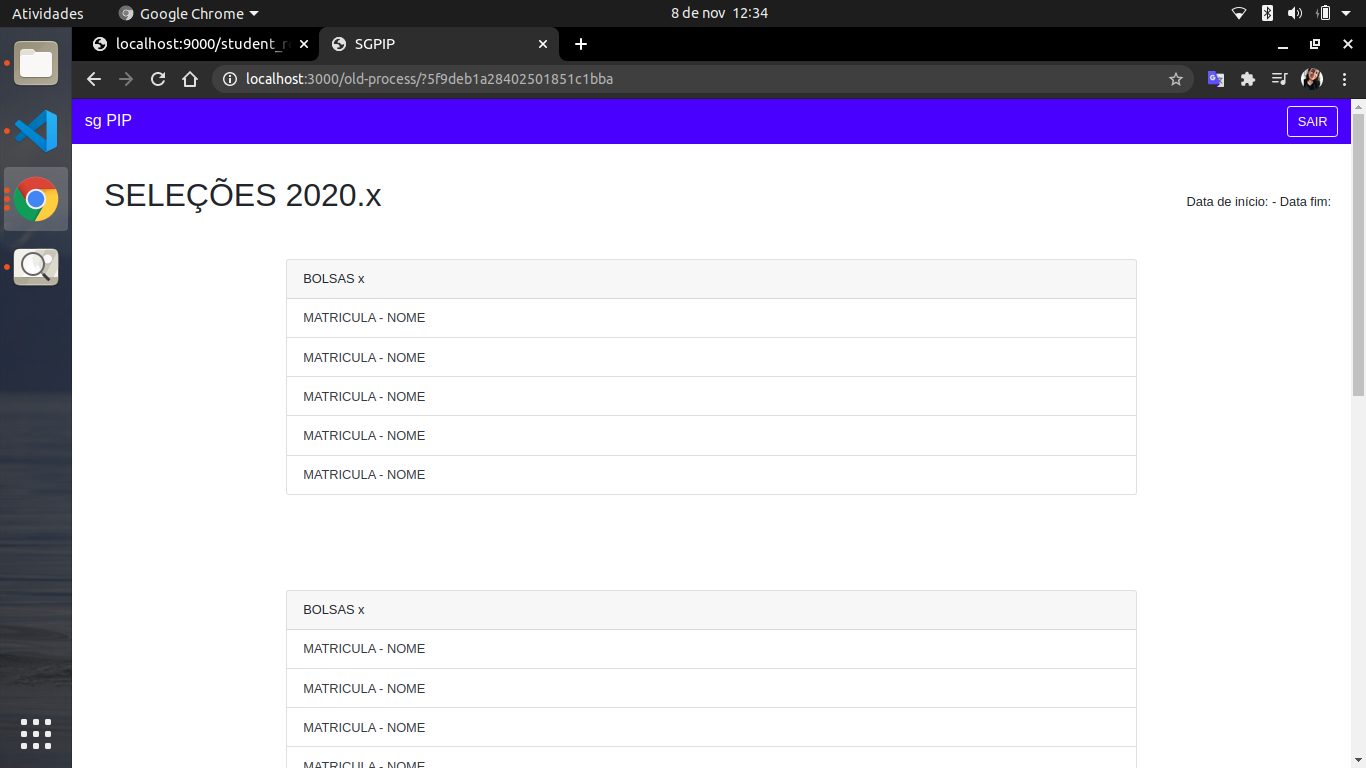 Atividades Google Chrome 8 de nov 12:34
localhost:9000/student_r SGPIP
localhost:3000/old-process/?5f9deb1a28402501851c1bba
sg PIP SAIR
SELEÇÕES 2020.x
Data de início: - Data fim:
BOLSAS x
MATRICULA - NOME
MATRICULA - NOME
MATRICULA - NOME
MATRICULA - NOME
MATRICULA - NOME
BOLSAS x
MATRICULA - NOME
MATRICULA - NOME
MATRICULA - NOME
MATRICULA - NOME